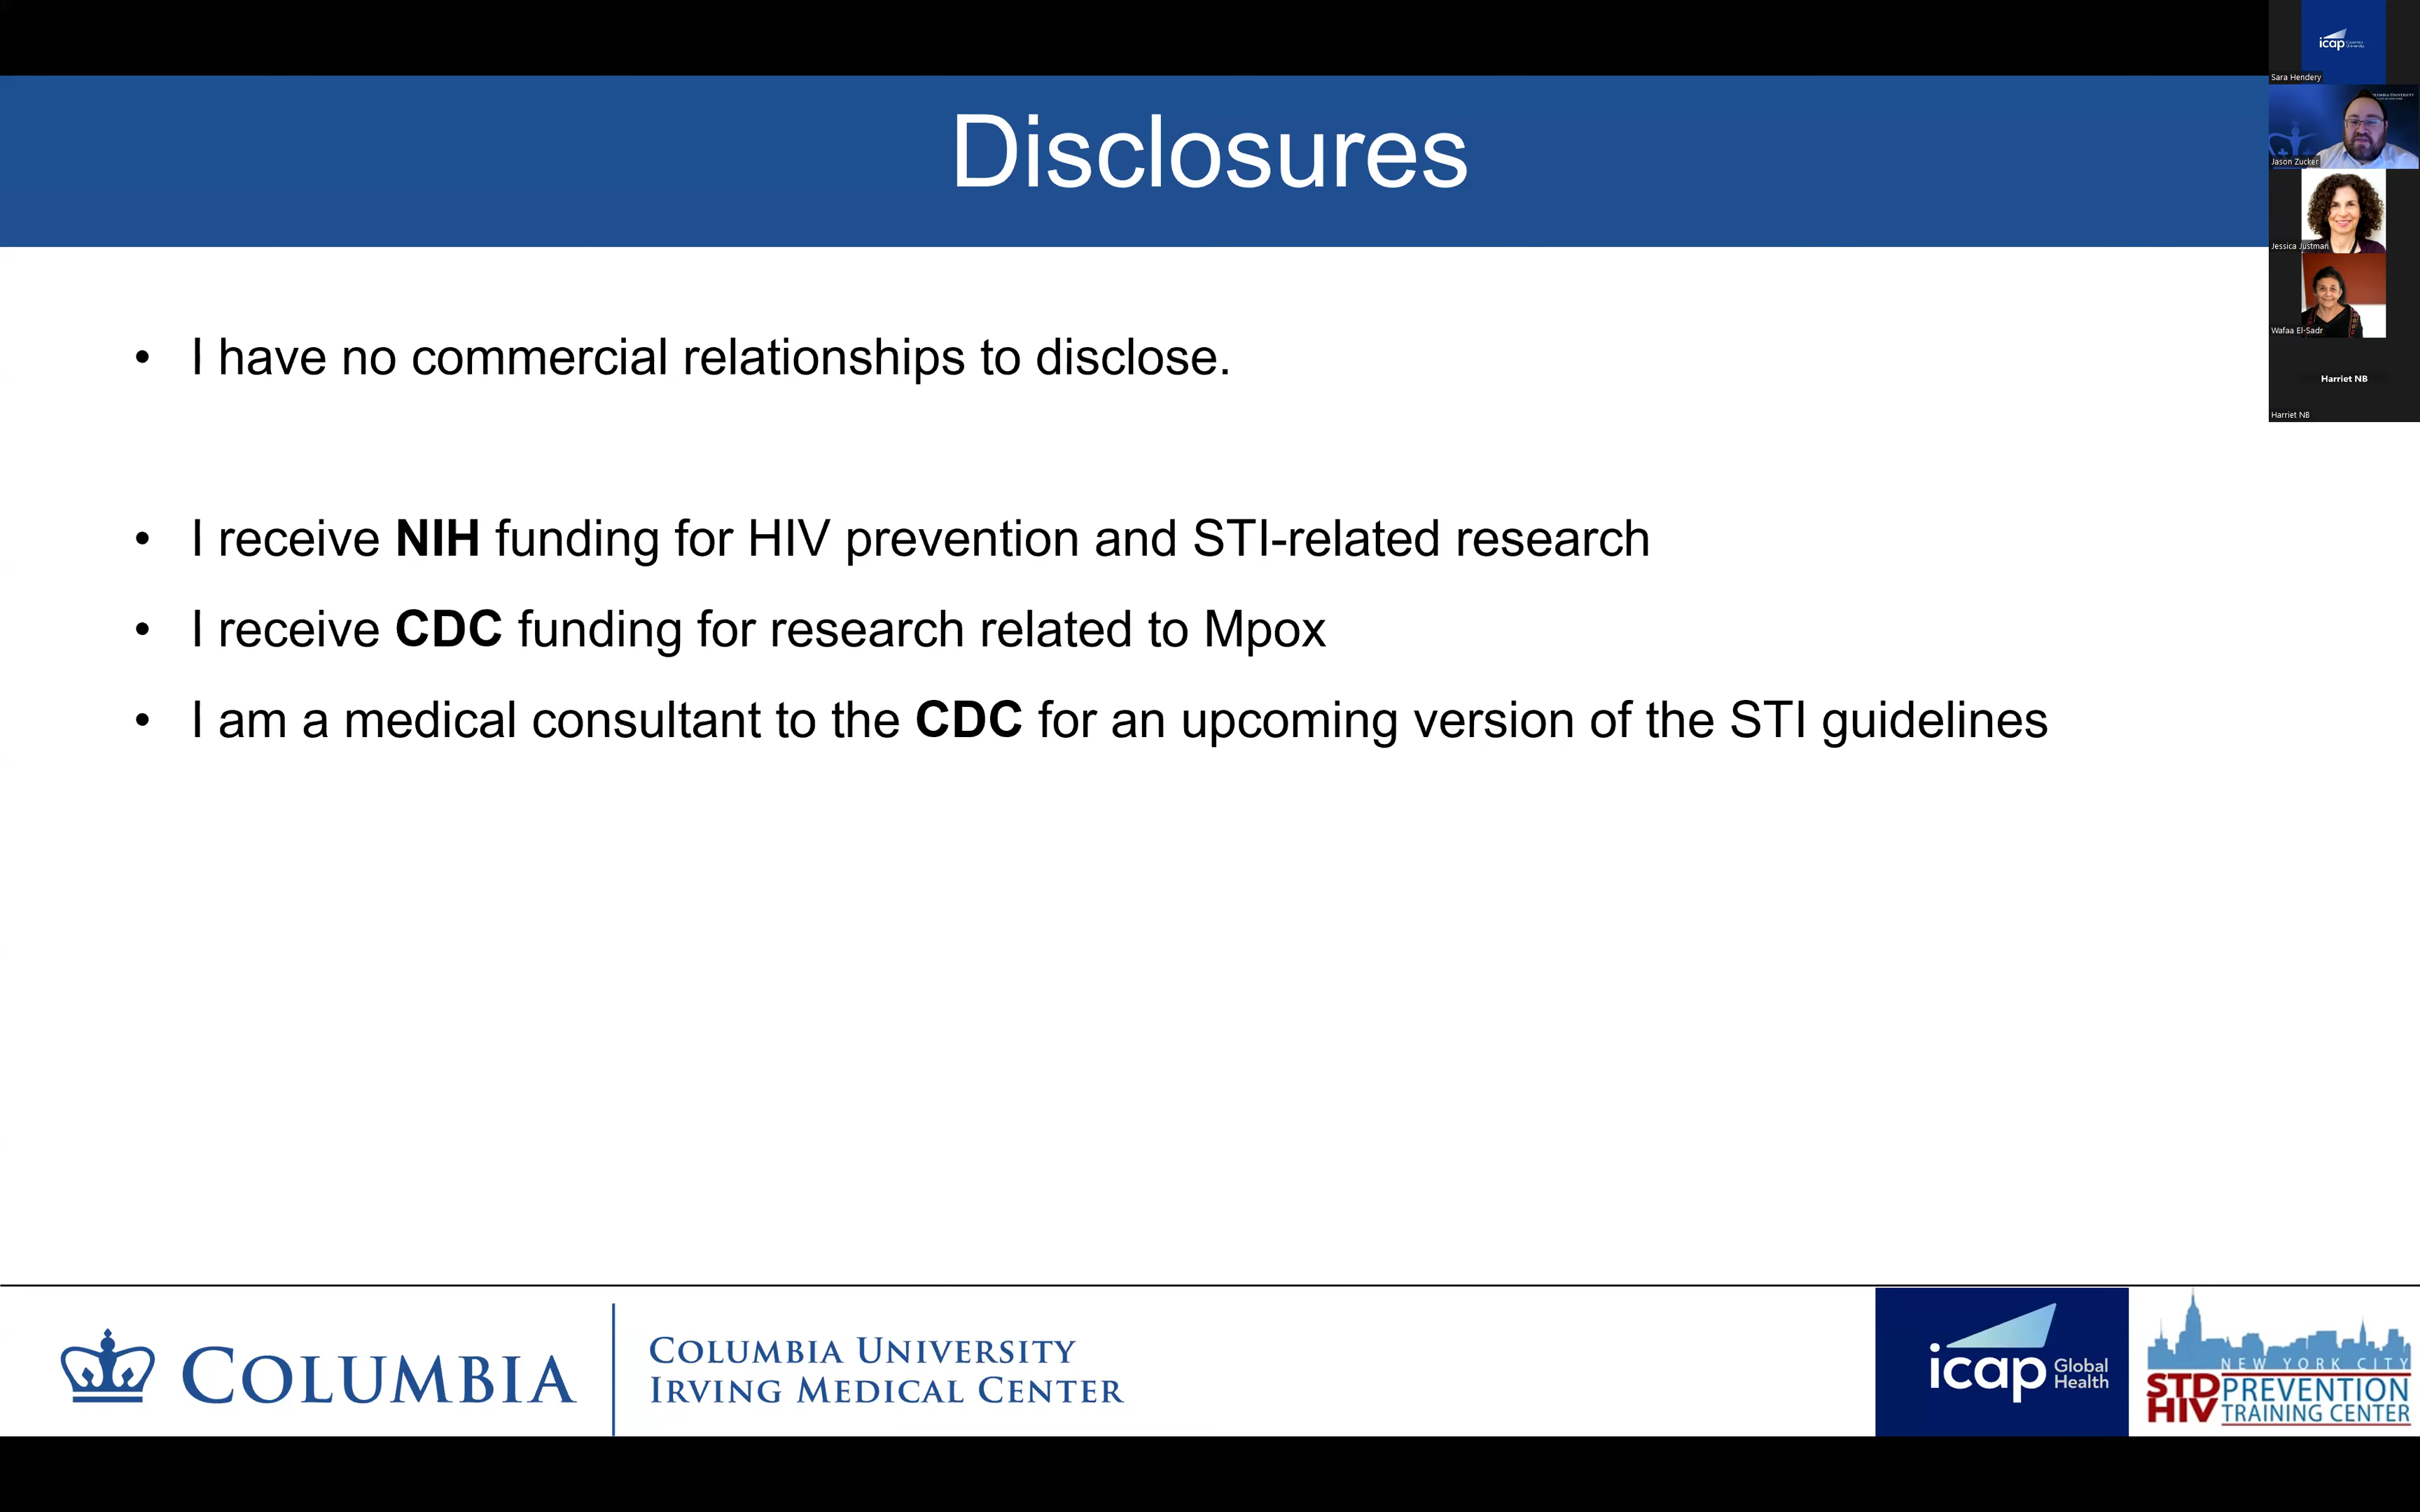 Disclosures
• I have no commercial relationships to disclose.
• I receive NIH funding for HIV prevention and STI-related research
• I receive CDC funding for research related to Mpox
• I am a medical consultant to the CDC for an upcoming version of the STI guidelines
COLUMBIA
COLUMBIA UNIVERSITY
IRVING MEDICAL CENTER
icap Global
Health
NEW YORK CITY
STD PREVENTION
HIV TRAINING CENTER
icap
Sara Hendery
Jason Zucker
Jessica Justman
Wafaa El-Sadr
Harriet NB
Harriet NB